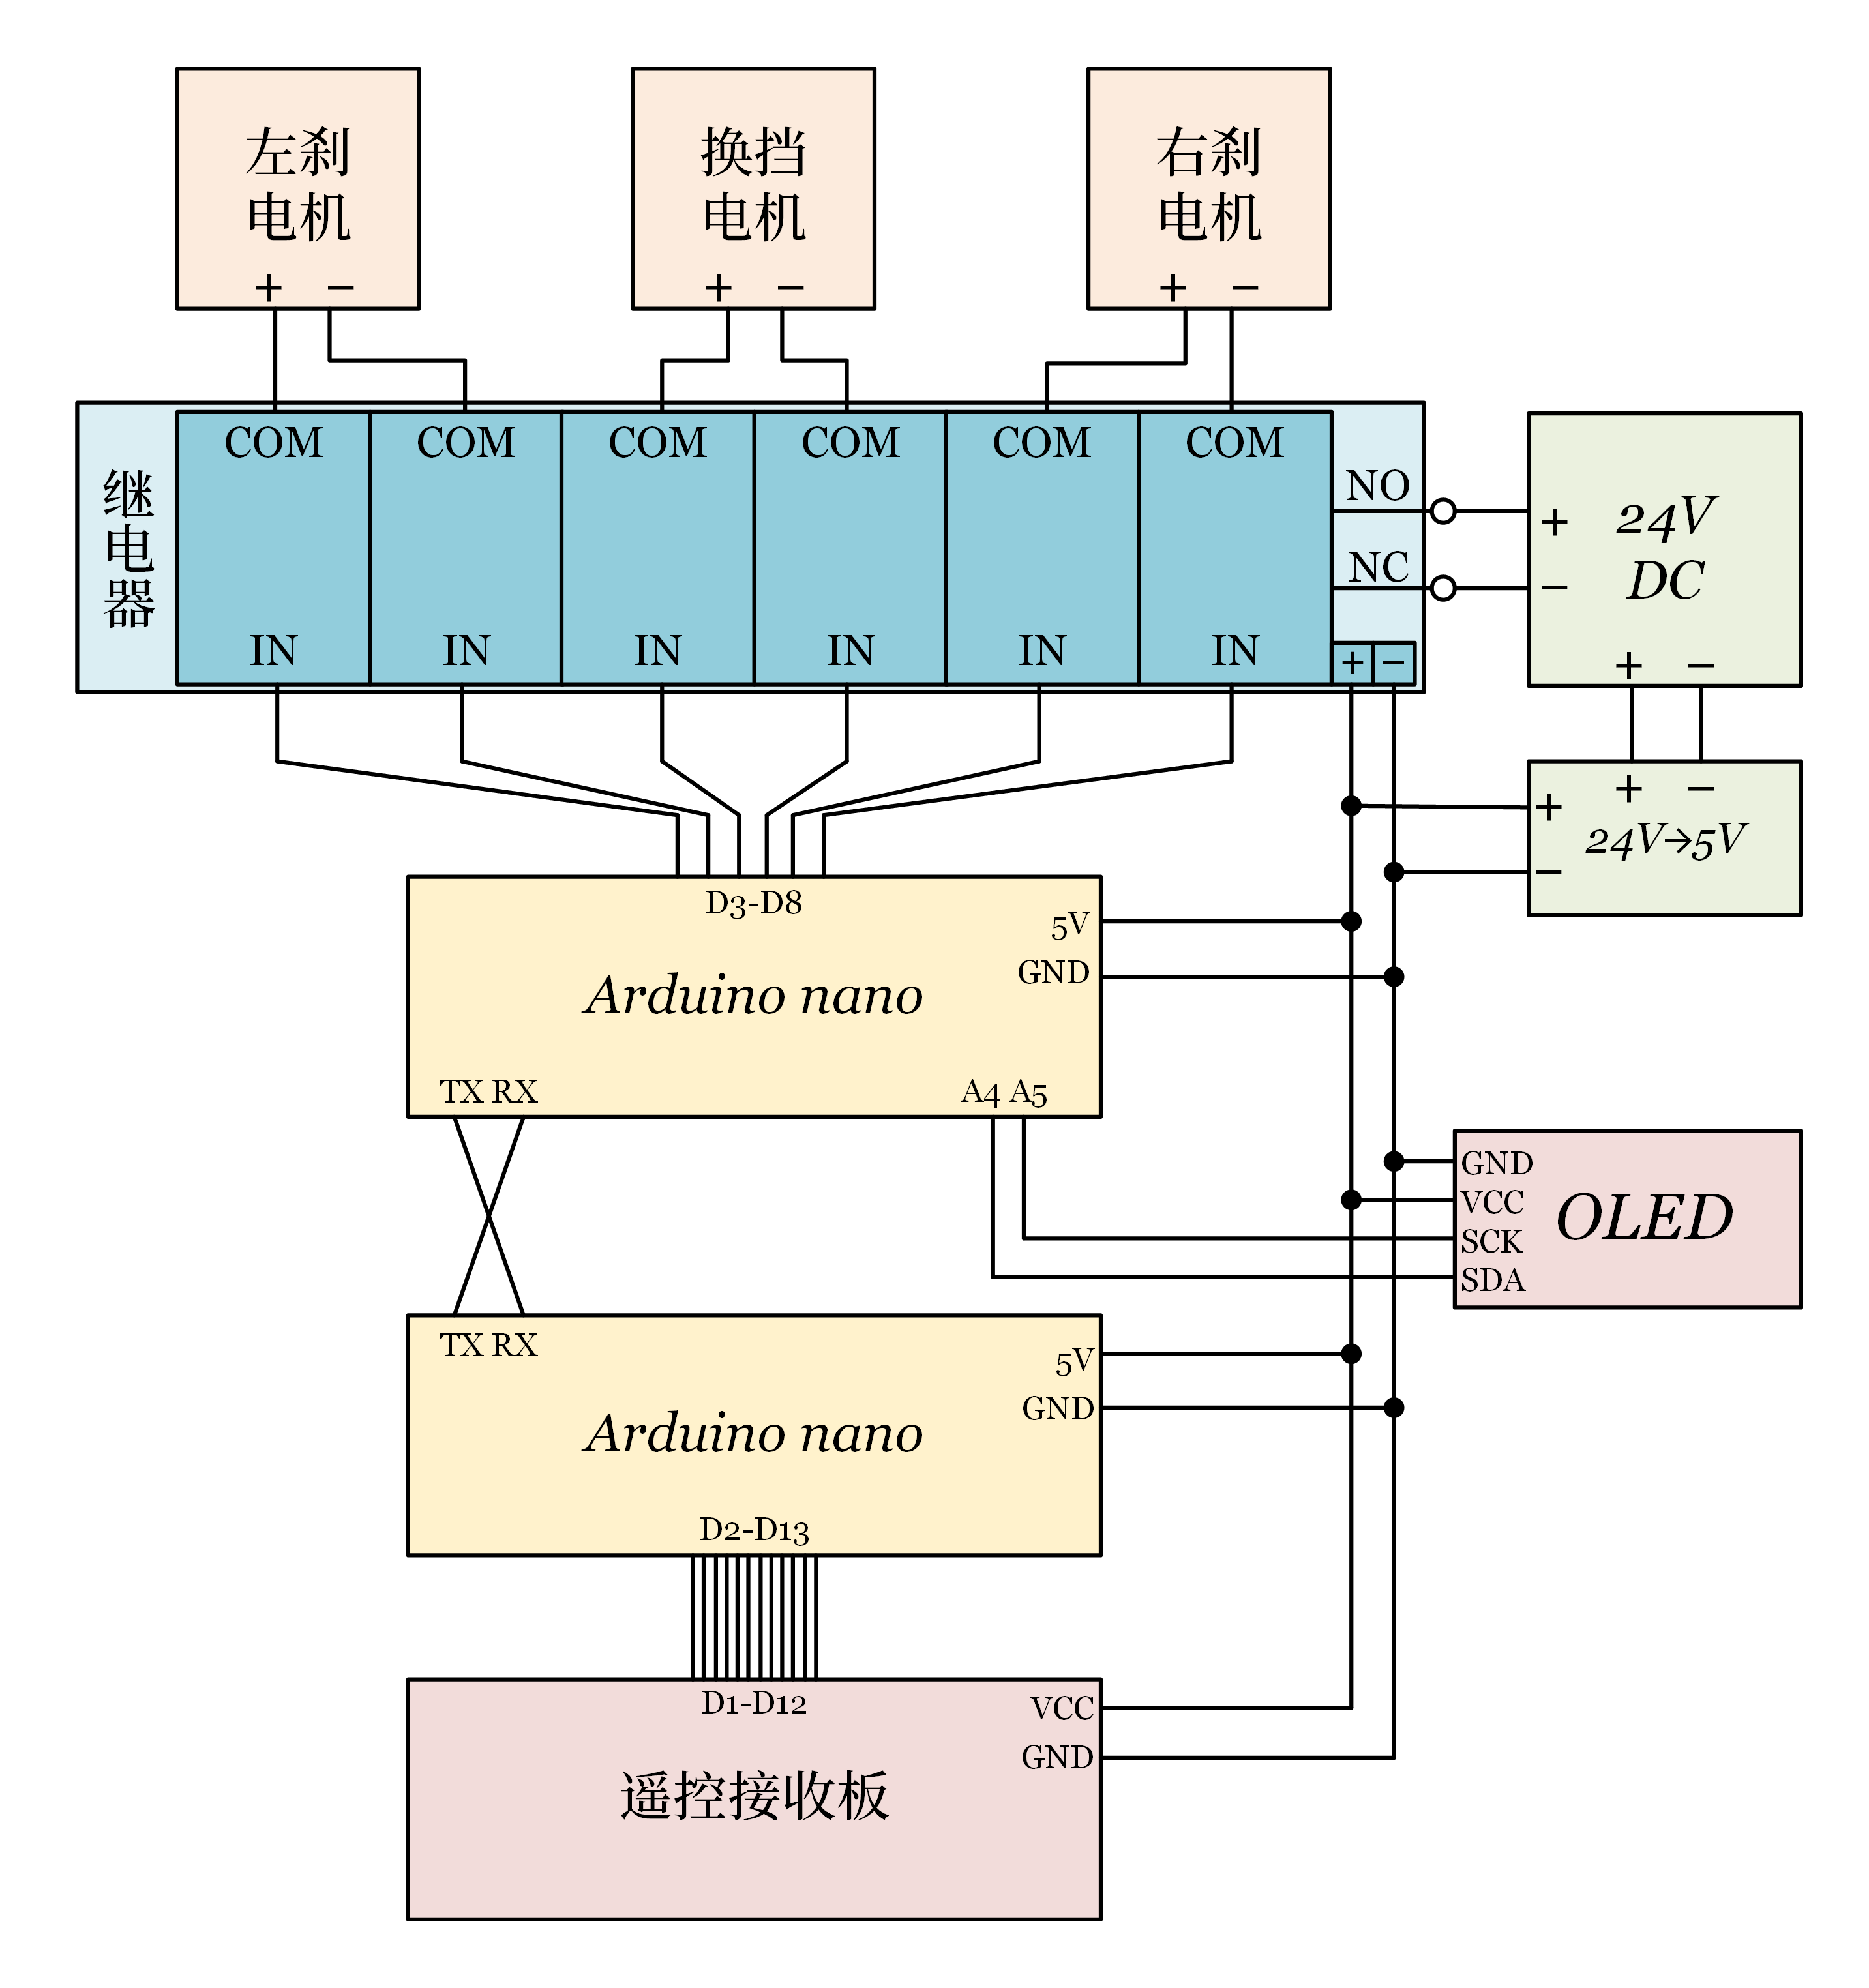 左刹
电机
+ −
换挡
电机
+ −
右刹
电机
+ −
继电器
COM COM COM COM COM COM
IN IN IN IN IN IN
NO
NC
+ −
+
−
24V
DC
+ −
+ −
+
−
24V→5V
D3-D8
5V
GND
Arduino nano
TX RX
A4 A5
GND
VCC
SCK
SDA
OLED
TX RX
5V
GND
Arduino nano
D2-D13
D1-D12
VCC
GND
遥控接收板